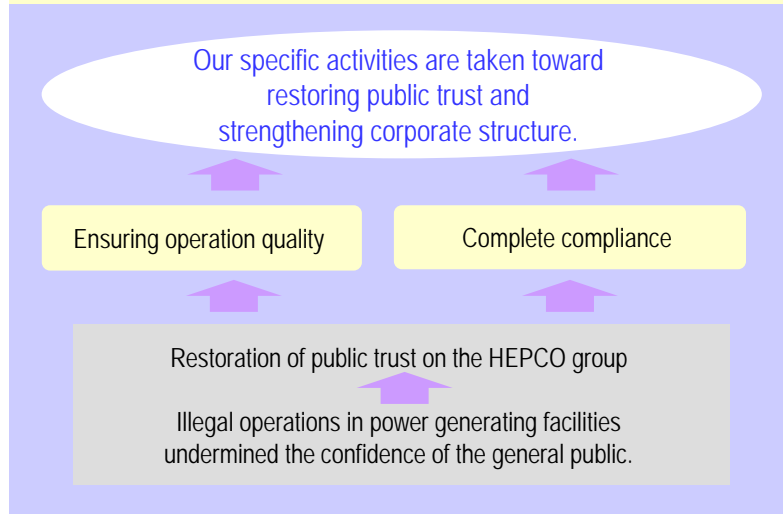 Our specific activities are taken toward
restoring public trust and
strengthening corporate structure.
Ensuring operation quality
Complete compliance
Restoration of public trust on the HEPCO group
Illegal operations in power generating facilities
undermined the confidence of the general public.